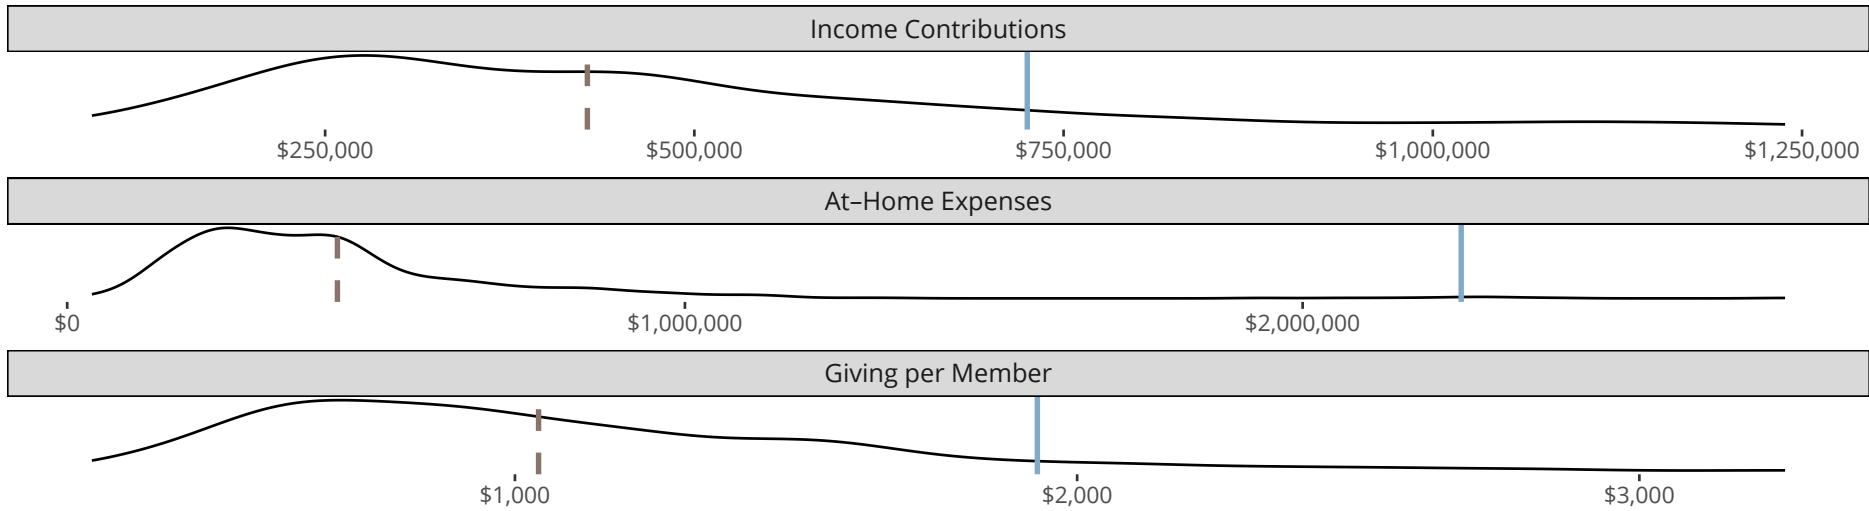 Income Contributions
$250,000 $500,000 $750,000 $1,000,000 $1,250,000
At–Home Expenses
$0 $1,000,000 $2,000,000
Giving per Member
$1,000 $2,000 $3,000